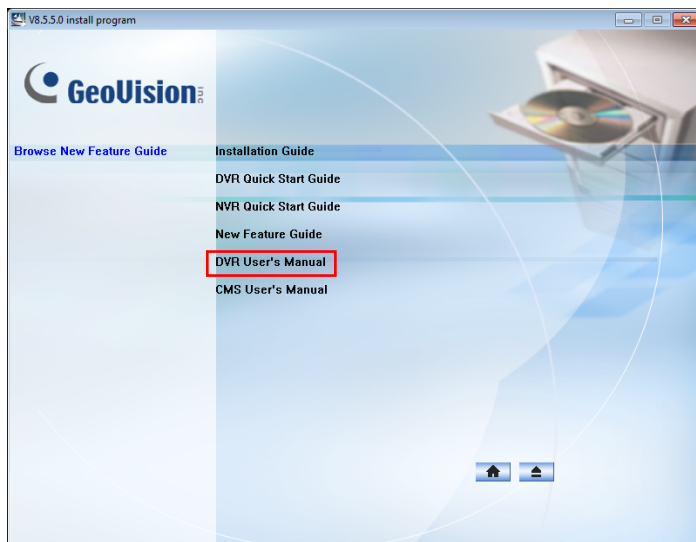 V8.5.5.0 install program
GeoVision inc
Browse New Feature Guide
Installation Guide
DVR Quick Start Guide
NVR Quick Start Guide
New Feature Guide
DVR User's Manual
CMS User's Manual